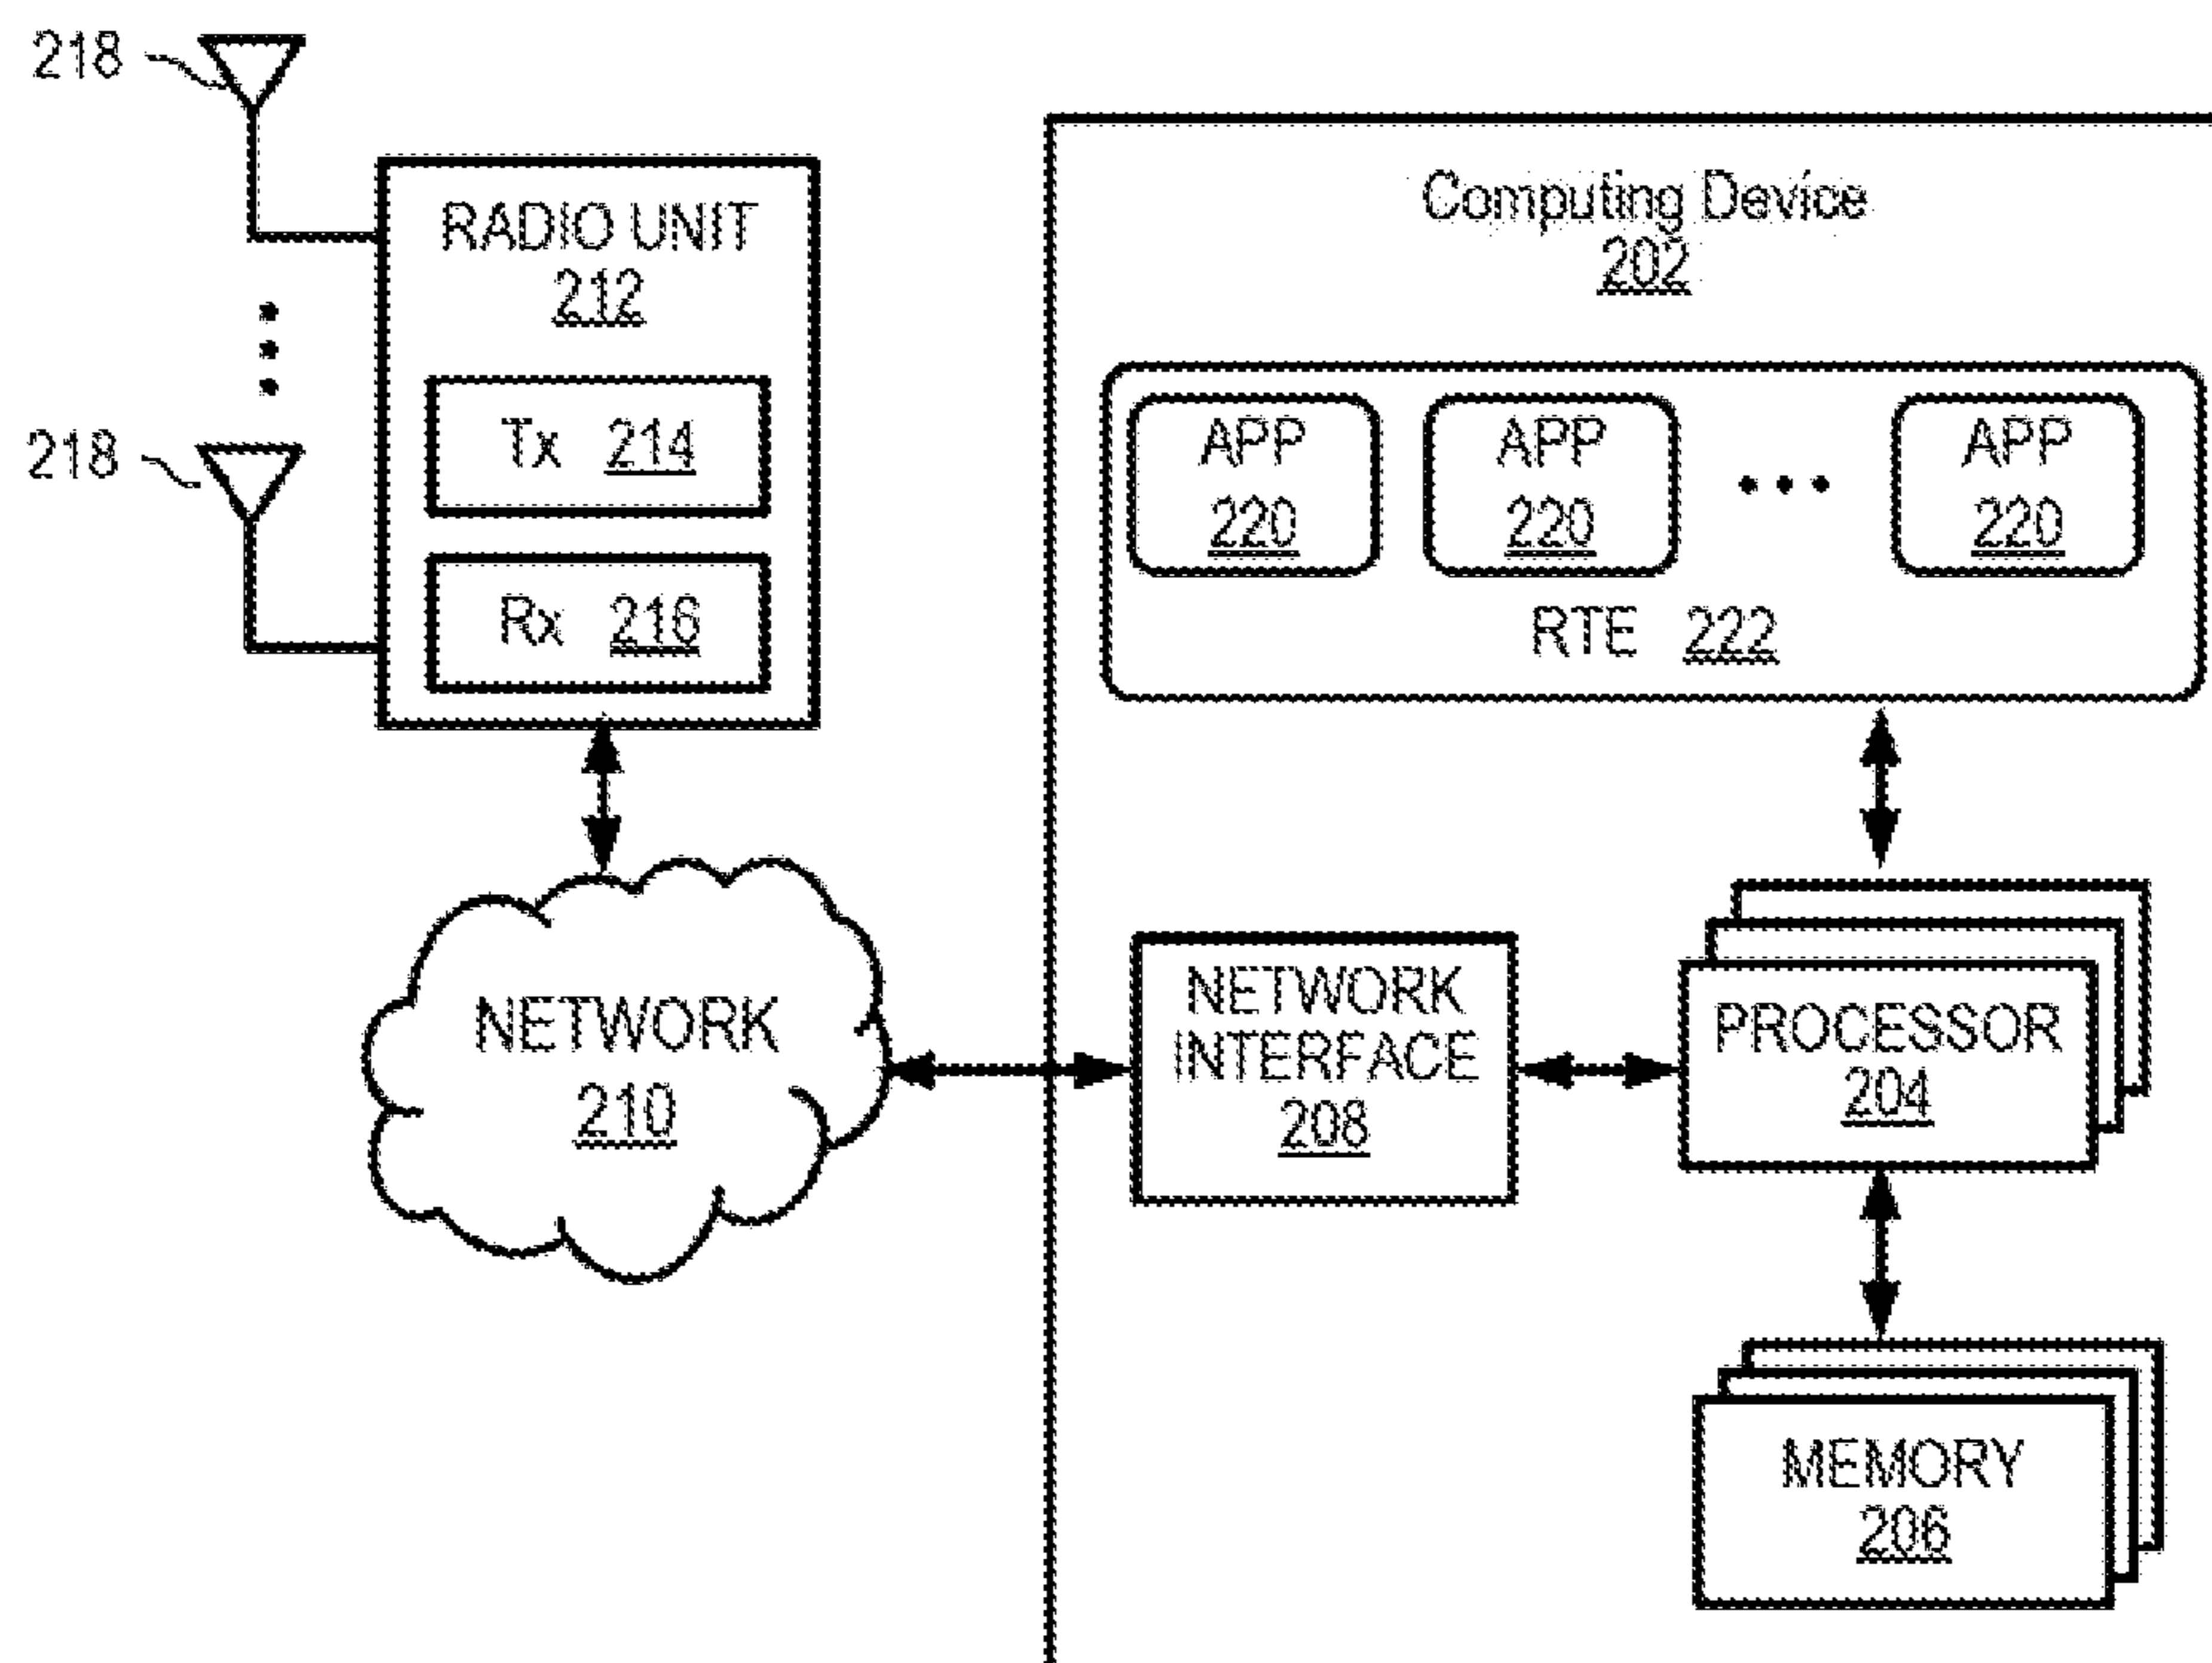 218
RADIO UNIT
212
Tx 214
218
Rx 216
NETWORK
210
Computing Device
202
APP
220
APP
220
APP
220
RTE 222
NETWORK
INTERFACE
208
PROCESSOR
204
MEMORY
206